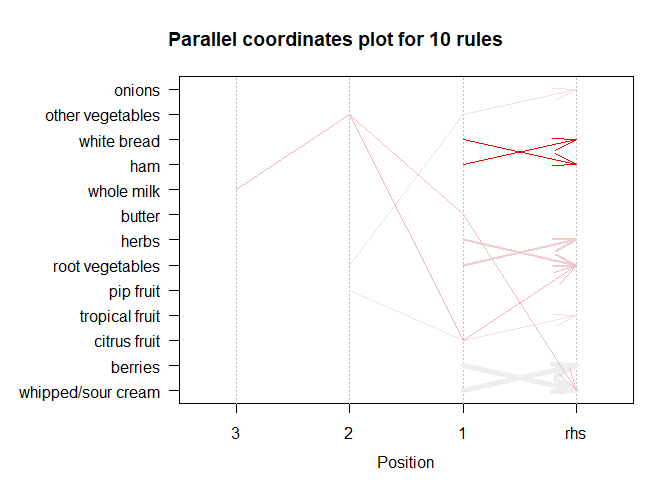 Parallel coordinates plot for 10 rules
onions
other vegetables
white bread
ham
whole milk
butter
herbs
root vegetables
pip fruit
tropical fruit
citrus fruit
berries
whipped/sour cream
3 2 1 rhs
Position